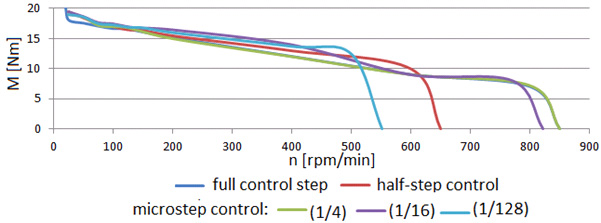 M [Nm]
20
15
10
5
0
0 100 200 300 400 500 600 700 800 900
n [rpm/min]
full control step half-step control
microstep control: (1/4) (1/16) (1/128)